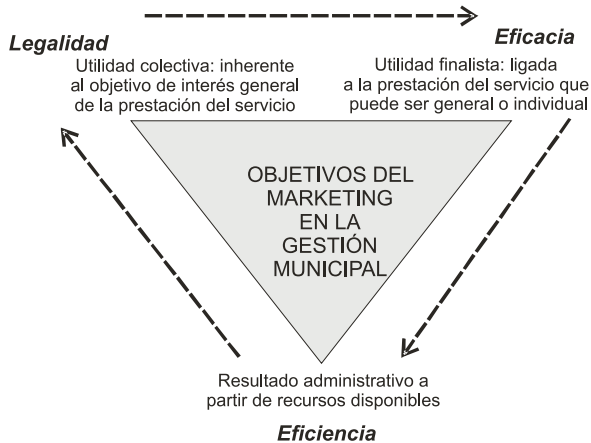 Legalidad
Utilidad colectiva: inherente
al objetivo de interés general
de la prestación del servicio
Eficacia
Utilidad finalista: ligada
a la prestación del servicio que
puede ser general o individual
OBJETIVOS DEL
MARKETING
EN LA
GESTIÓN
MUNICIPAL
Resultado administrativo a
partir de recursos disponibles
Eficiencia